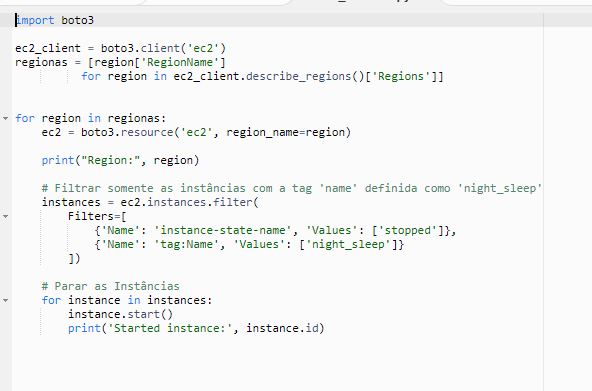 import boto3
ec2_client = boto3.client('ec2')
regionas = [region['RegionName']
for region in ec2_client.describe_regions()['Regions']]
for region in regionas:
ec2 = boto3.resource('ec2', region_name=region)
print("Region:", region)
# Filtrar somente as instâncias com a tag 'name' definida como 'night_sleep'
instances = ec2.instances.filter(
Filters=[
{'Name': 'instance-state-name', 'Values': ['stopped']},
{'Name': 'tag:Name', 'Values': ['night_sleep']}
])
# Parar as Instâncias
for instance in instances:
instance.start()
print('Started instance:', instance.id)